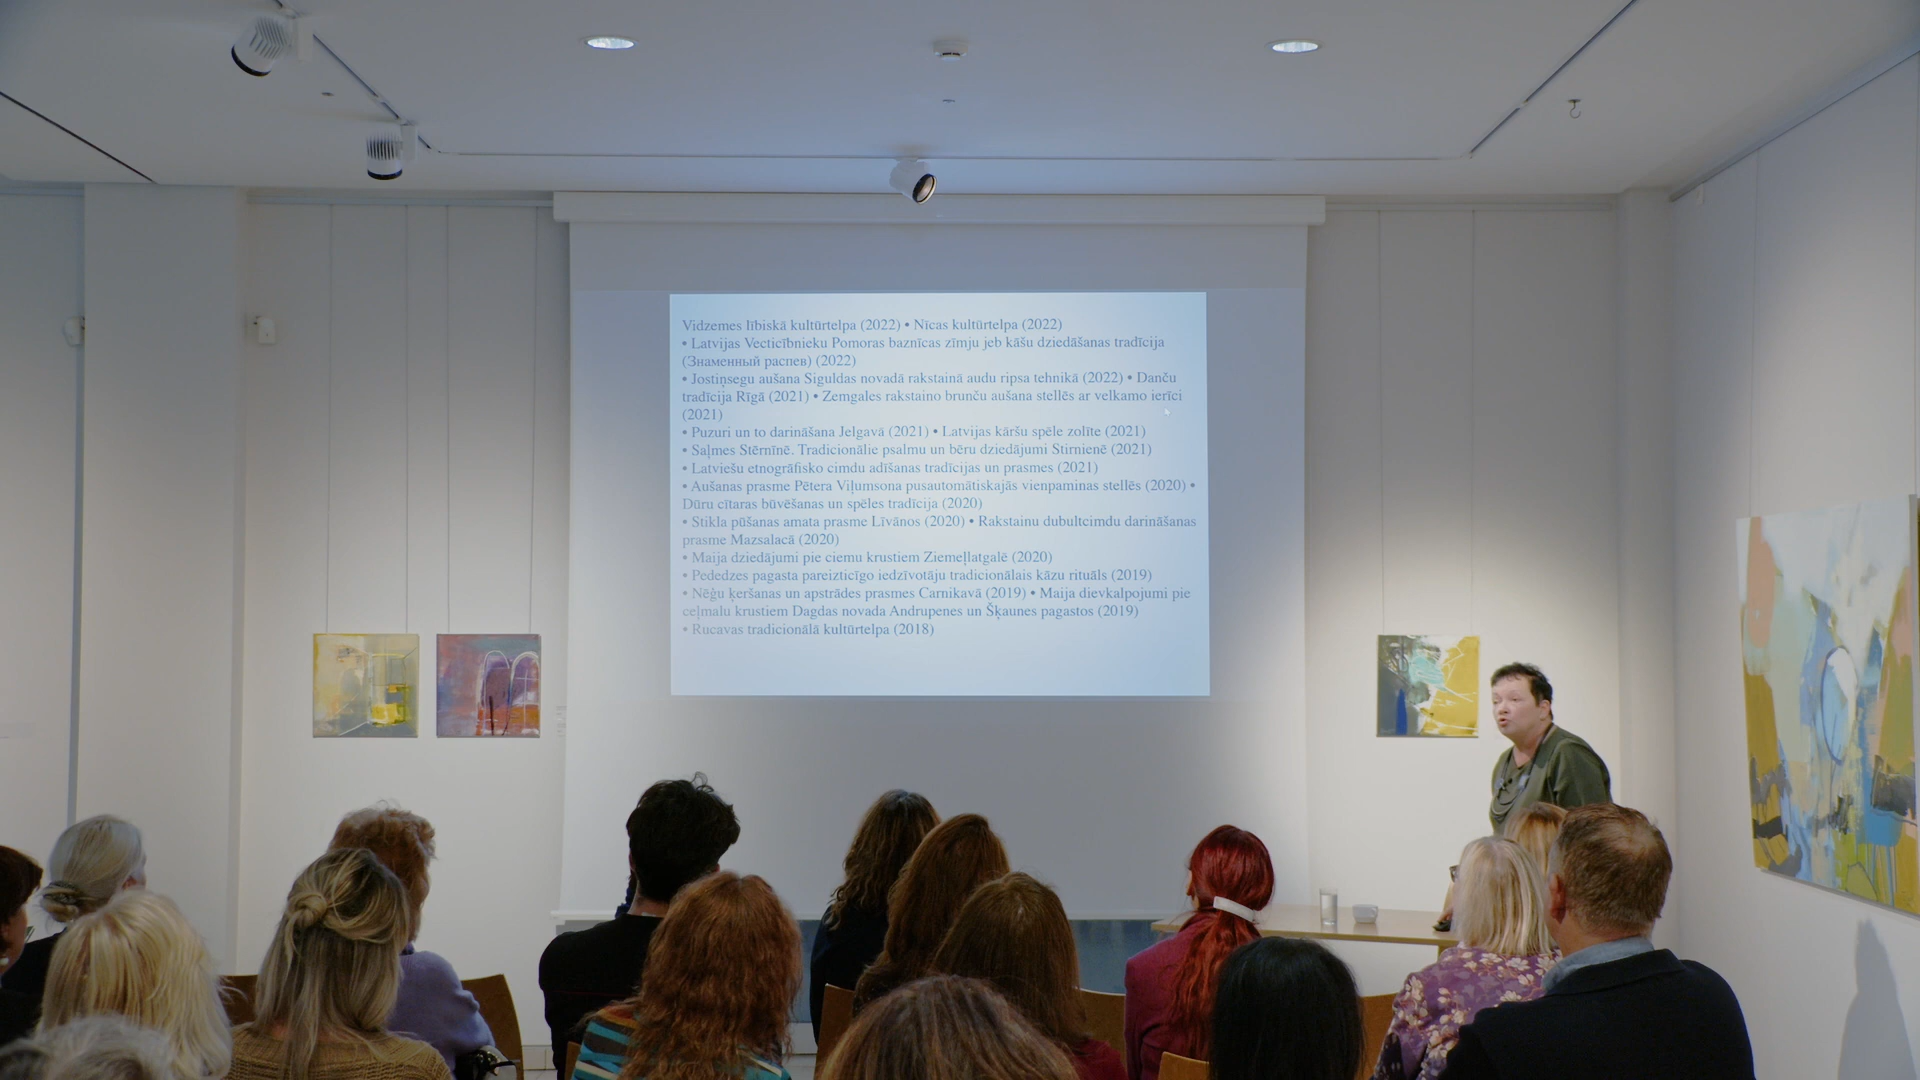 Vidzemes lībiskā kultūrtelpa (2022) • Nīcas kultūrtelpa (2022)
• Latvijas Vecticībnieku Pomoras baznīcas zīmju jeb kāšu dziedāšanas tradīcija
(Знаменный распев) (2022)
• Jostiņsegu aušana Siguldas novadā rakstainā audu ripsa tehnikā (2022) • Danču
tradīcija Rīgā (2021) • Zemgales rakstaino brunču aušana stellēs ar velkamo ierīci
(2021)
• Puzuri un to darināšana Jelgavā (2021) • Latvijas kāršu spēle zolīte (2021)
• Saļmes Stērnīnē. Tradicionālie psalmu un bēru dziedājumi Stirnienē (2021)
• Latviešu etnogrāfisko cimdu adīšanas tradīcijas un prasmes (2021)
• Aušanas prasme Pētera Viļumsona pusautomātiskajās vienpaminas stellēs (2020) •
Dūru cītaras būvēšanas un spēles tradīcija (2020)
• Stikla pūšanas amata prasme Līvānos (2020) • Rakstainu dubultcimdu darināšanas
prasme Mazsalacā (2020)
• Maija dziedājumi pie ciemu krustiem Ziemeļlatgalē (2020)
• Pededzes pagasta pareizticīgo iedzīvotāju tradicionālais kāzu rituāls (2019)
• Nēģu ķeršanas un apstrādes prasmes Carnikavā (2019) • Maija dievkalpojumi pie
ceļmalu krustiem Dagdas novada Andrupenes un Šķaunes pagastos (2019)
• Rucavas tradicionālā kultūrtelpa (2018)